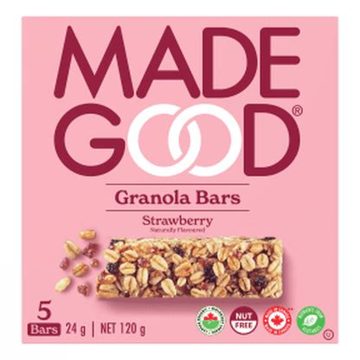 MADE
GOOD®
Granola Bars
Strawberry
Naturally Flavoured
5
Bars
24 g | NET 120 g
NUT
FREE